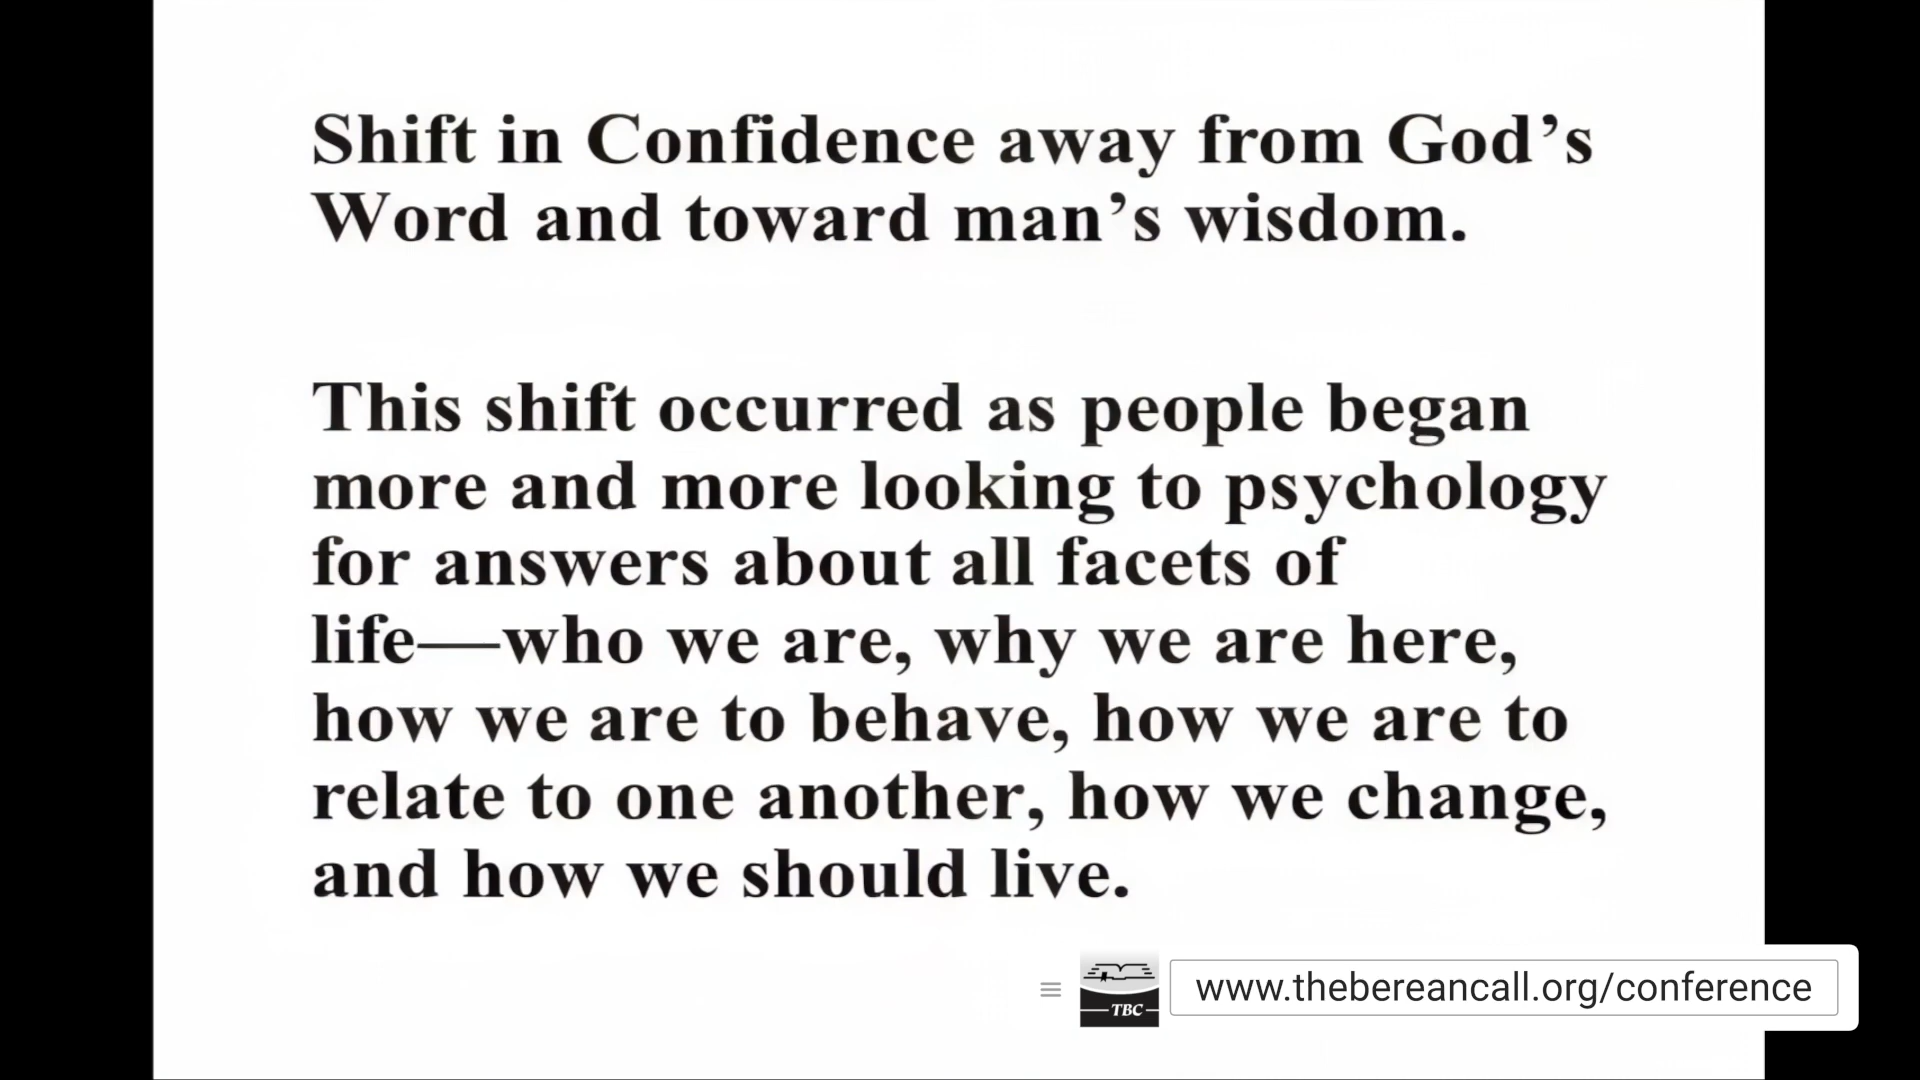 Shift in Confidence away from God’s
Word and toward man’s wisdom.
This shift occurred as people began
more and more looking to psychology
for answers about all facets of
life—who we are, why we are here,
how we are to behave, how we are to
relate to one another, how we change,
and how we should live.
TBC
www.thebereancall.org/conference